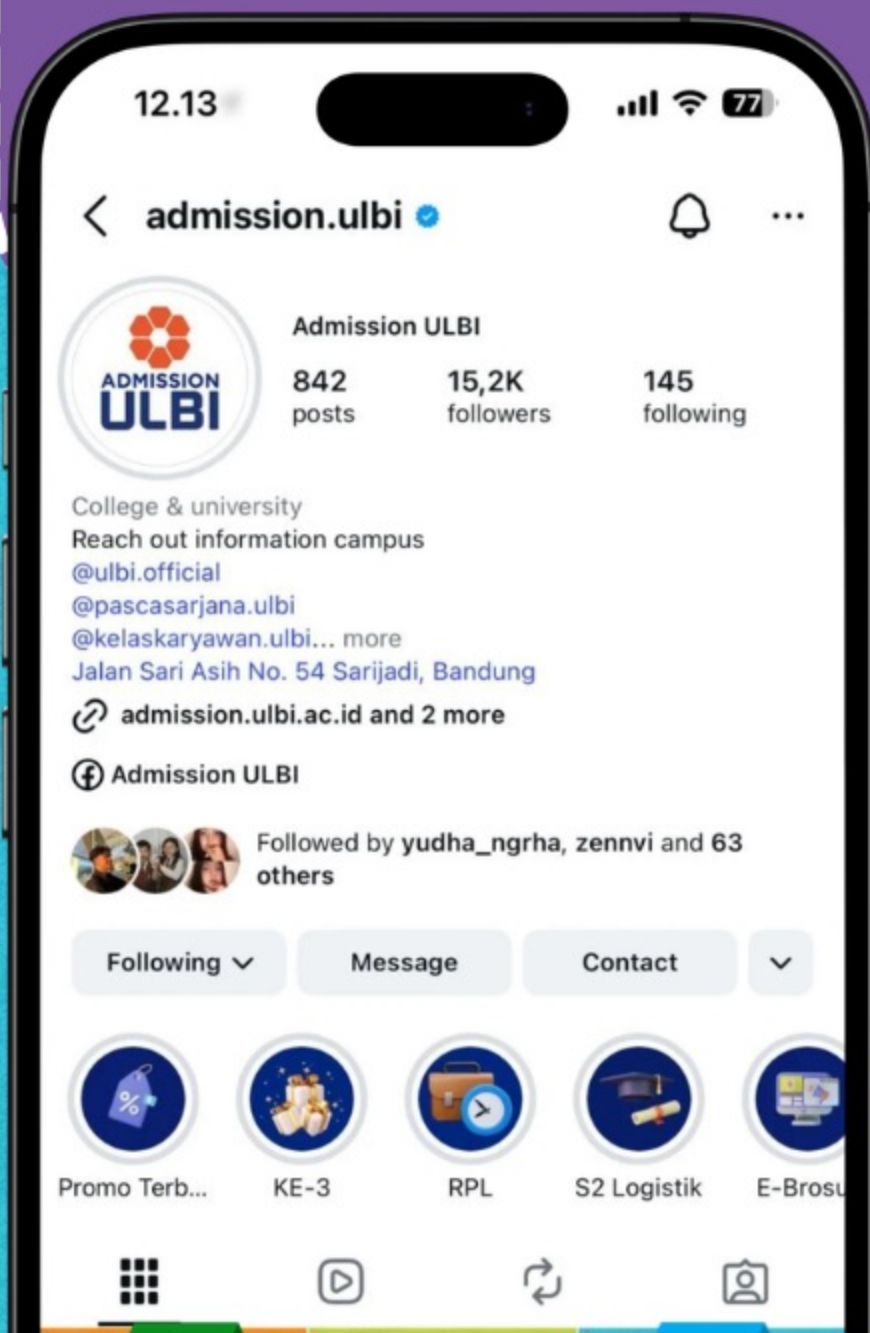 12.13
77
admission.ulbi
ADMISSION
ULBI
Admission ULBI
842 15,2K 145
posts followers following
College & university
Reach out information campus
@ulbi.official
@pascasarjana.ulbi
@kelaskaryawan.ulbi... more
Jalan Sari Asih No. 54 Sarijadi, Bandung
admission.ulbi.ac.id and 2 more
Admission ULBI
Followed by yudha_ngrha, zennvi and 63
others
Following Message Contact
%
Promo Terb... KE-3 RPL S2 Logistik E-Brosu